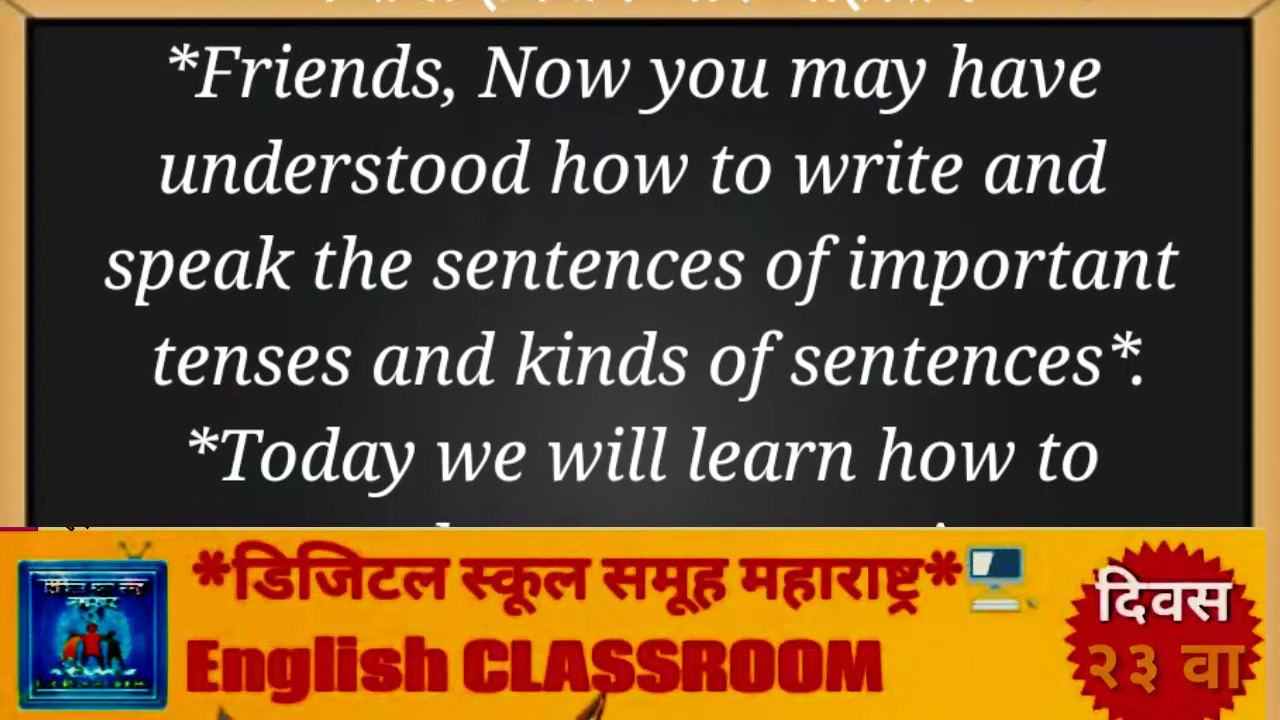 *Friends, Now you may have
understood how to write and
speak the sentences of important
tenses and kinds of sentences*.
*Today we will learn how to
*डिजिटल स्कूल समूह महाराष्ट्र*
English CLASSROOM
दिवस
२३ वा